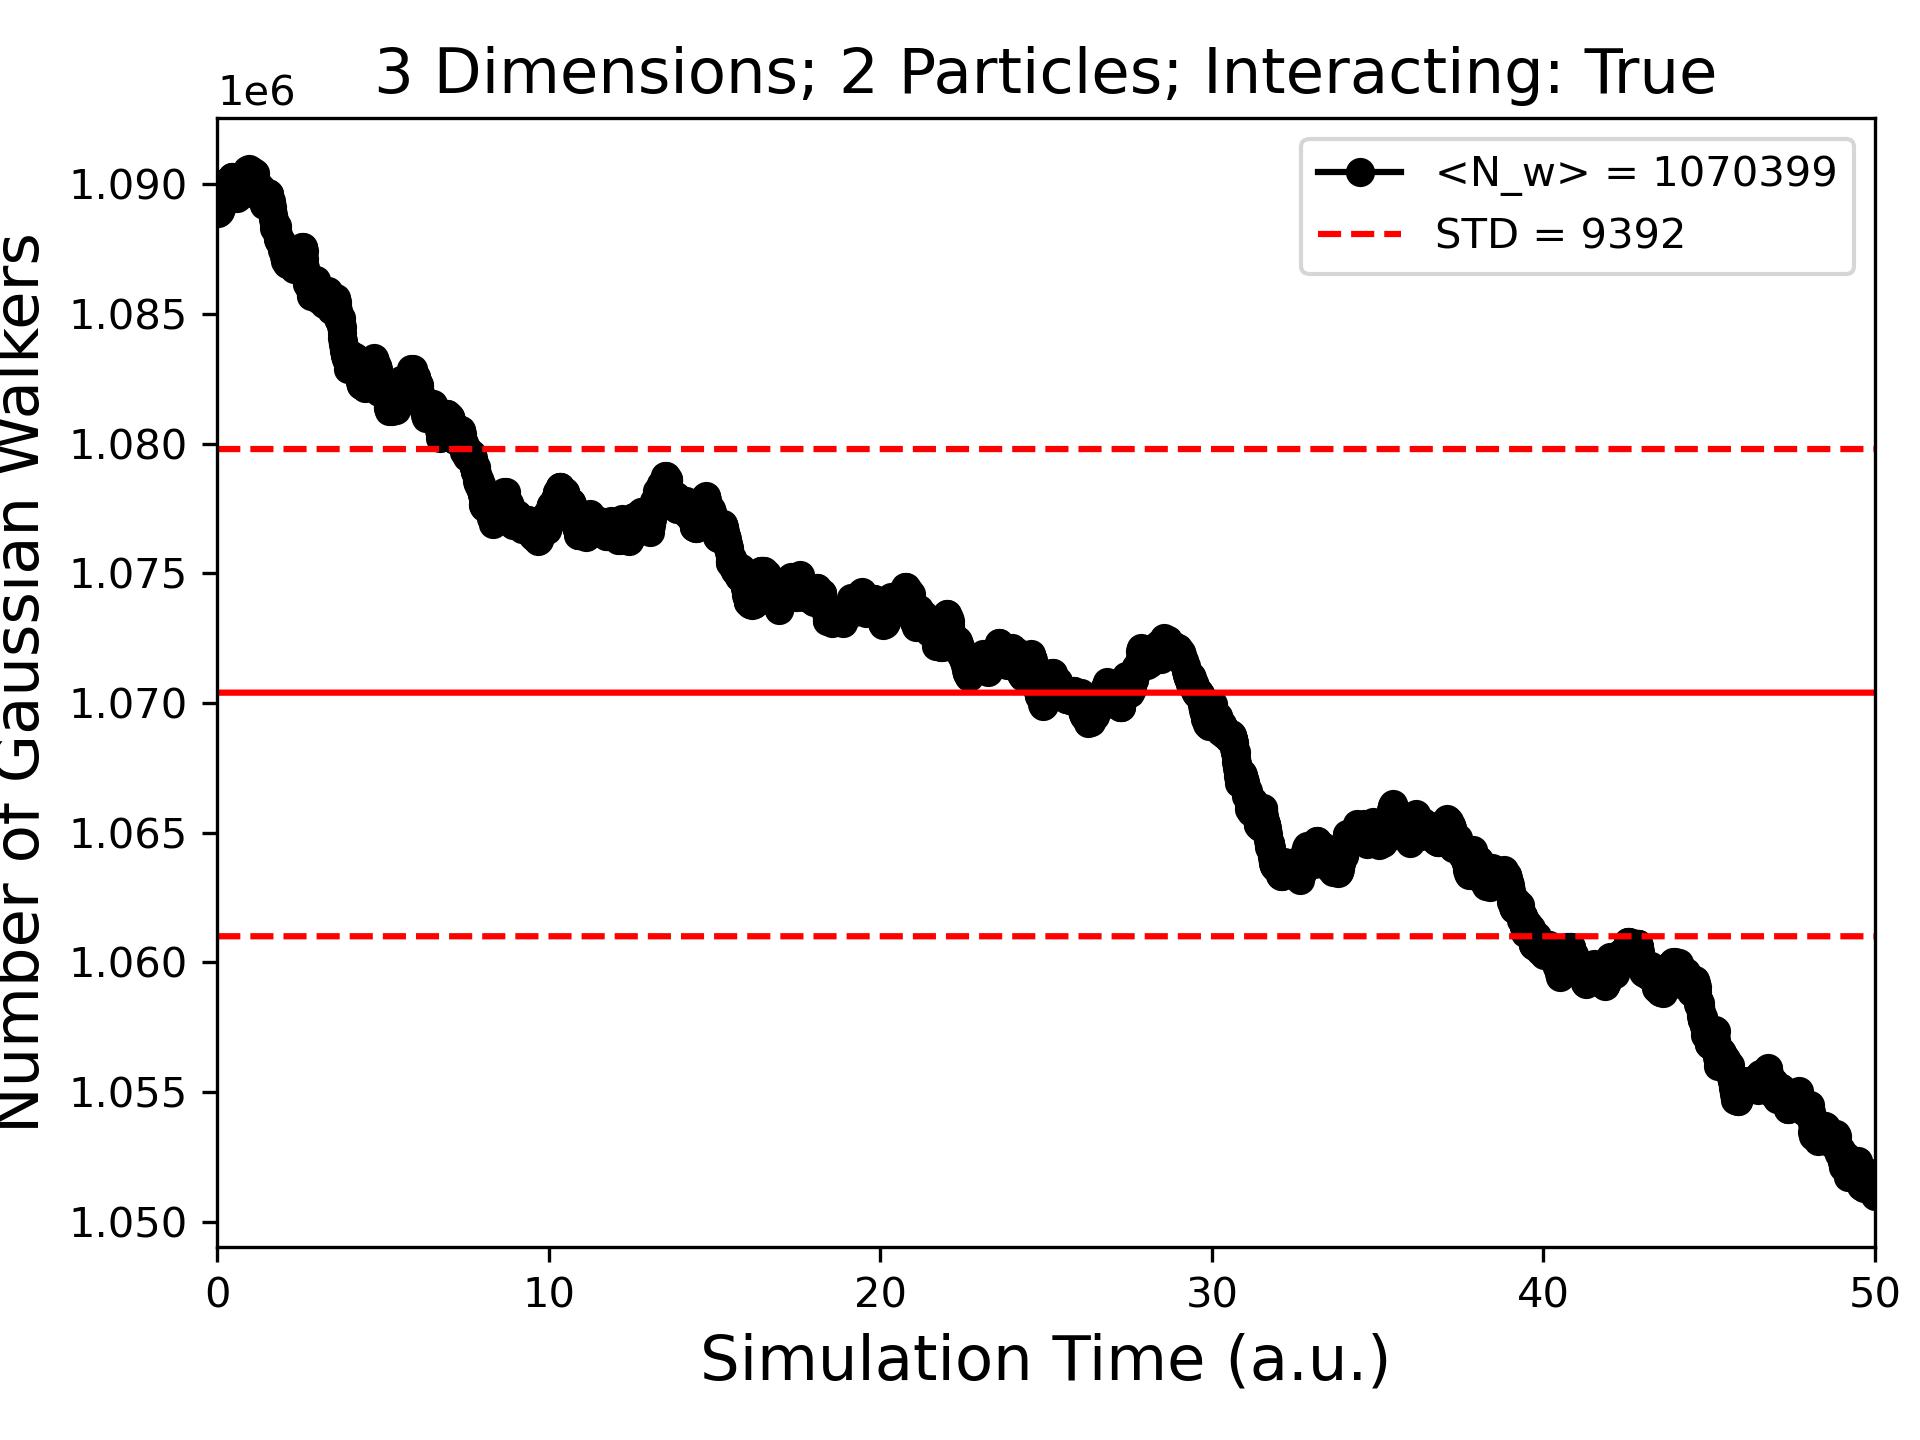 3 Dimensions; 2 Particles; Interacting: True
1e6
<N_w> = 1070399
STD = 9392
Number of Gaussian Walkers
1.090
1.085
1.080
1.075
1.070
1.065
1.060
1.055
1.050
0 10 20 30 40 50
Simulation Time (a.u.)